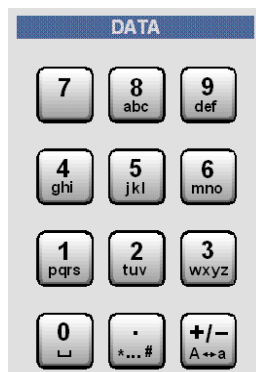 DATA
7 8 9
abc def
4 5 6
ghi jkl mno
1 2 3
pqrs tuv wxyz
0 . +/−
␣ *...# A↔a